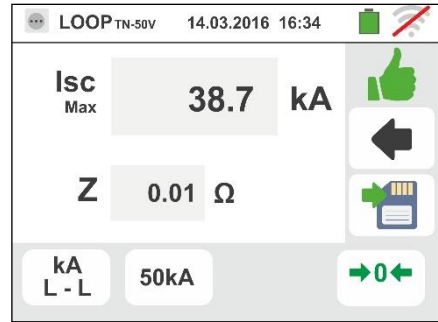 LOOP TN-50V 14.03.2016 16:34
Isc Max 38.7 kA
Z 0.01 Ω
kA L - L
50kA
➔0←